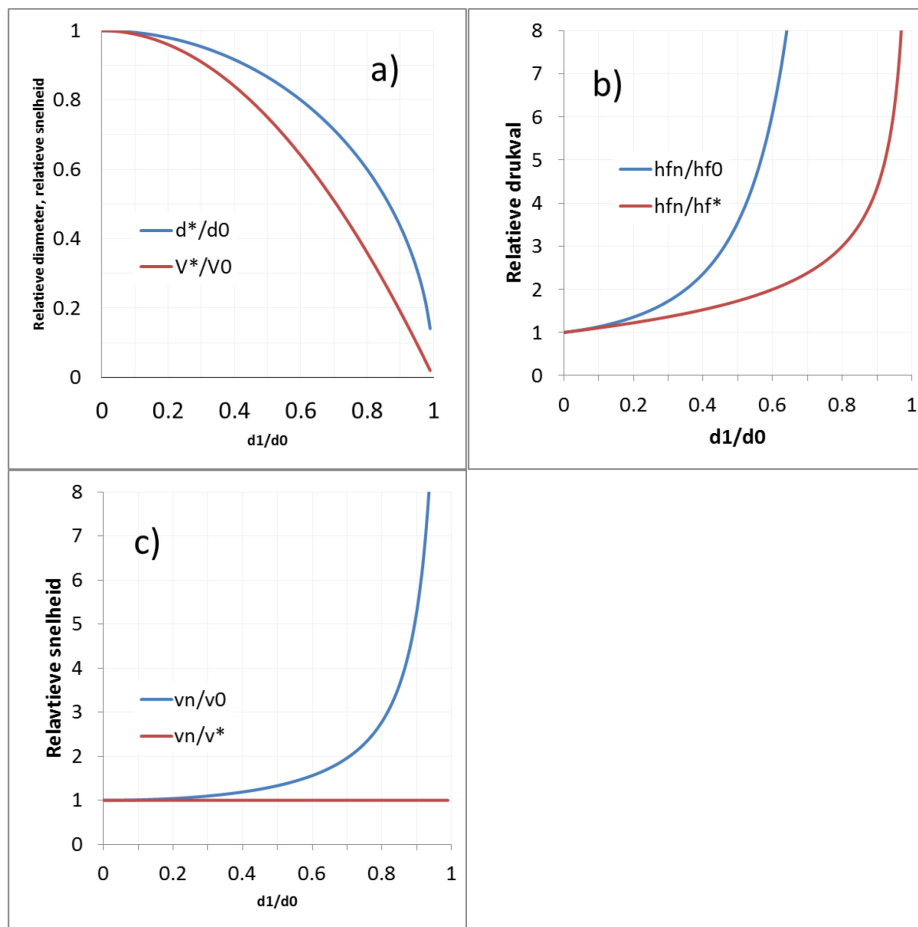 a)
Relatieve diameter, relatieve snelheid
1
0.8
0.6
0.4
0.2
0
d*/d0
V*/V0
0 0.2 0.4 0.6 0.8 1
d1/d0
b)
Relatieve drukval
8
7
6
5
4
3
2
1
0
hfn/hf0
hfn/hf*
0 0.2 0.4 0.6 0.8 1
d1/d0
c)
Relavtieve snelheid
8
7
6
5
4
3
2
1
0
vn/v0
vn/v*
0 0.2 0.4 0.6 0.8 1
d1/d0